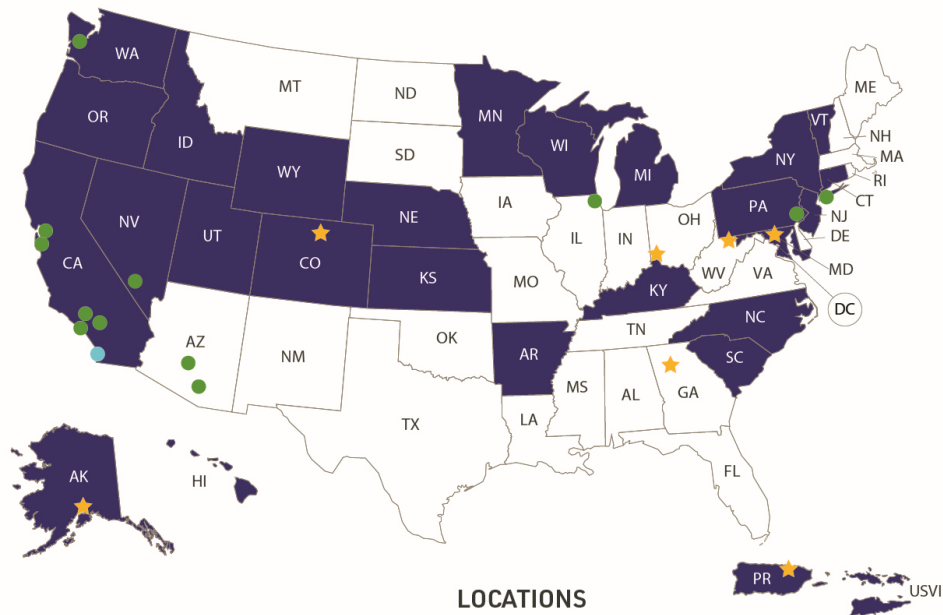 WA
MT
ND
ME
OR
MN
VT
NH
ID
SD
WI
NY
MA
WY
MI
RI
CT
NV
NE
IA
PA
NJ
UT
IL
IN
OH
DE
CA
CO
KS
MO
WV
VA
MD
KY
DC
AZ
OK
TN
NC
NM
AR
SC
MS
AL
GA
TX
LA
FL
AK
HI
PR
USVI
LOCATIONS